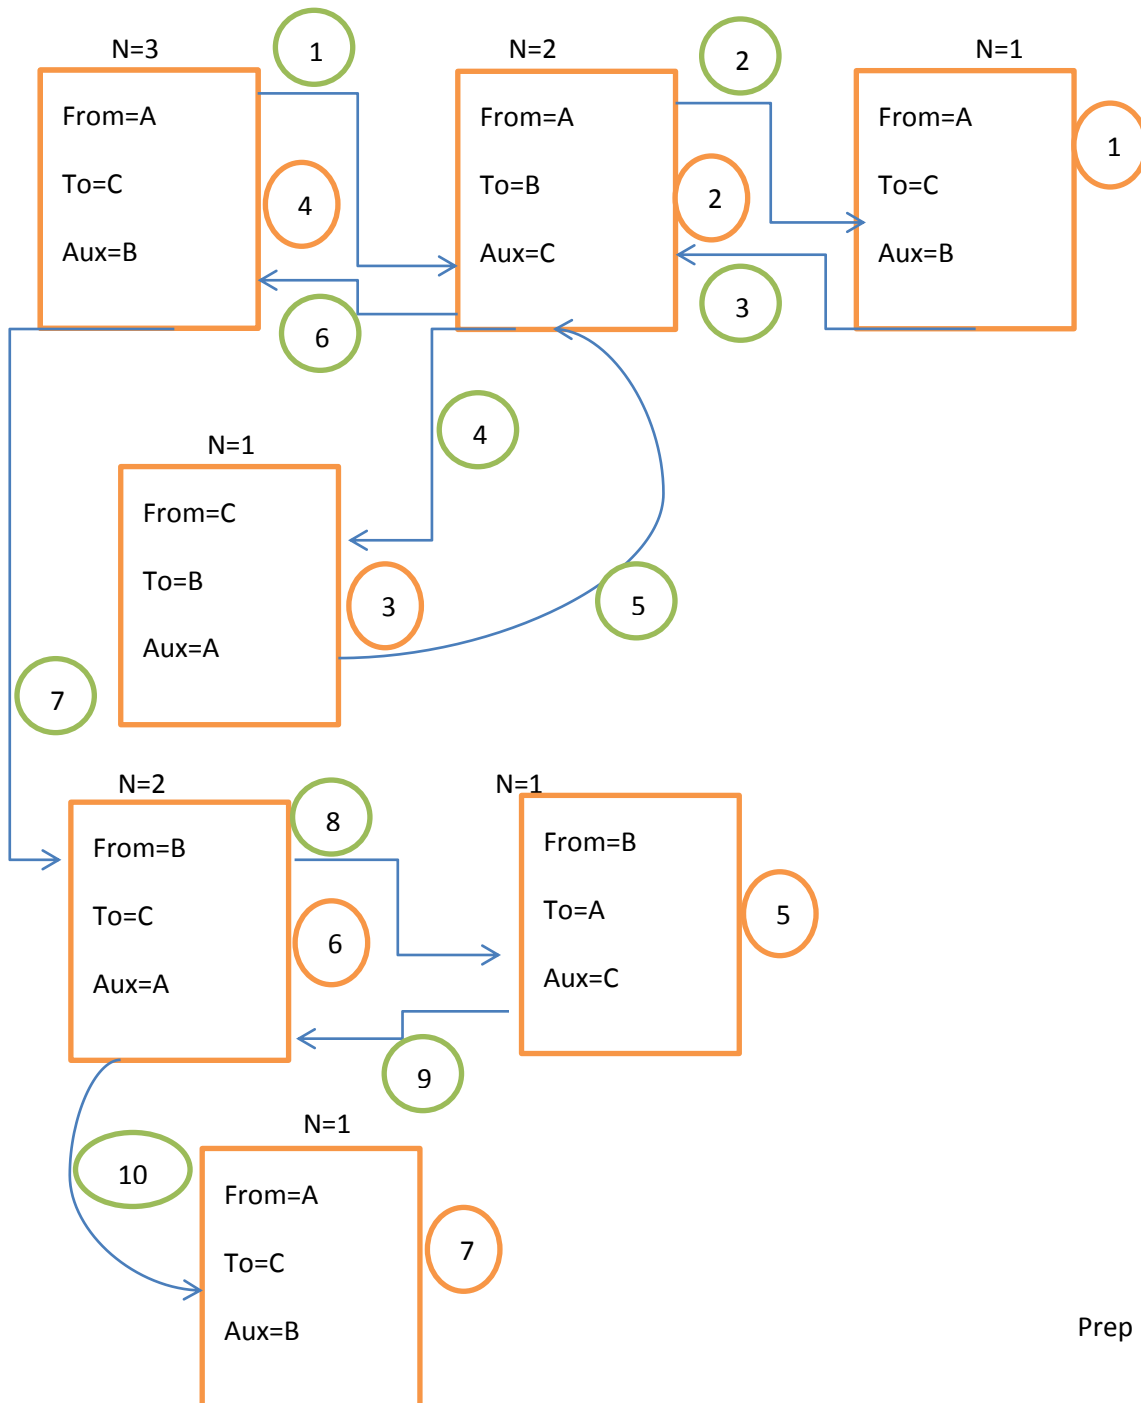 N=3
1
N=2
2
N=1
From=A
To=C
Aux=B
4
From=A
To=B
Aux=C
2
From=A
To=C
Aux=B
1
6
3
4
N=1
From=C
To=B
Aux=A
3
5
7
N=2
8
N=1
From=B
To=C
Aux=A
6
From=B
To=A
Aux=C
5
9
N=1
10
From=A
To=C
Aux=B
7
Prep